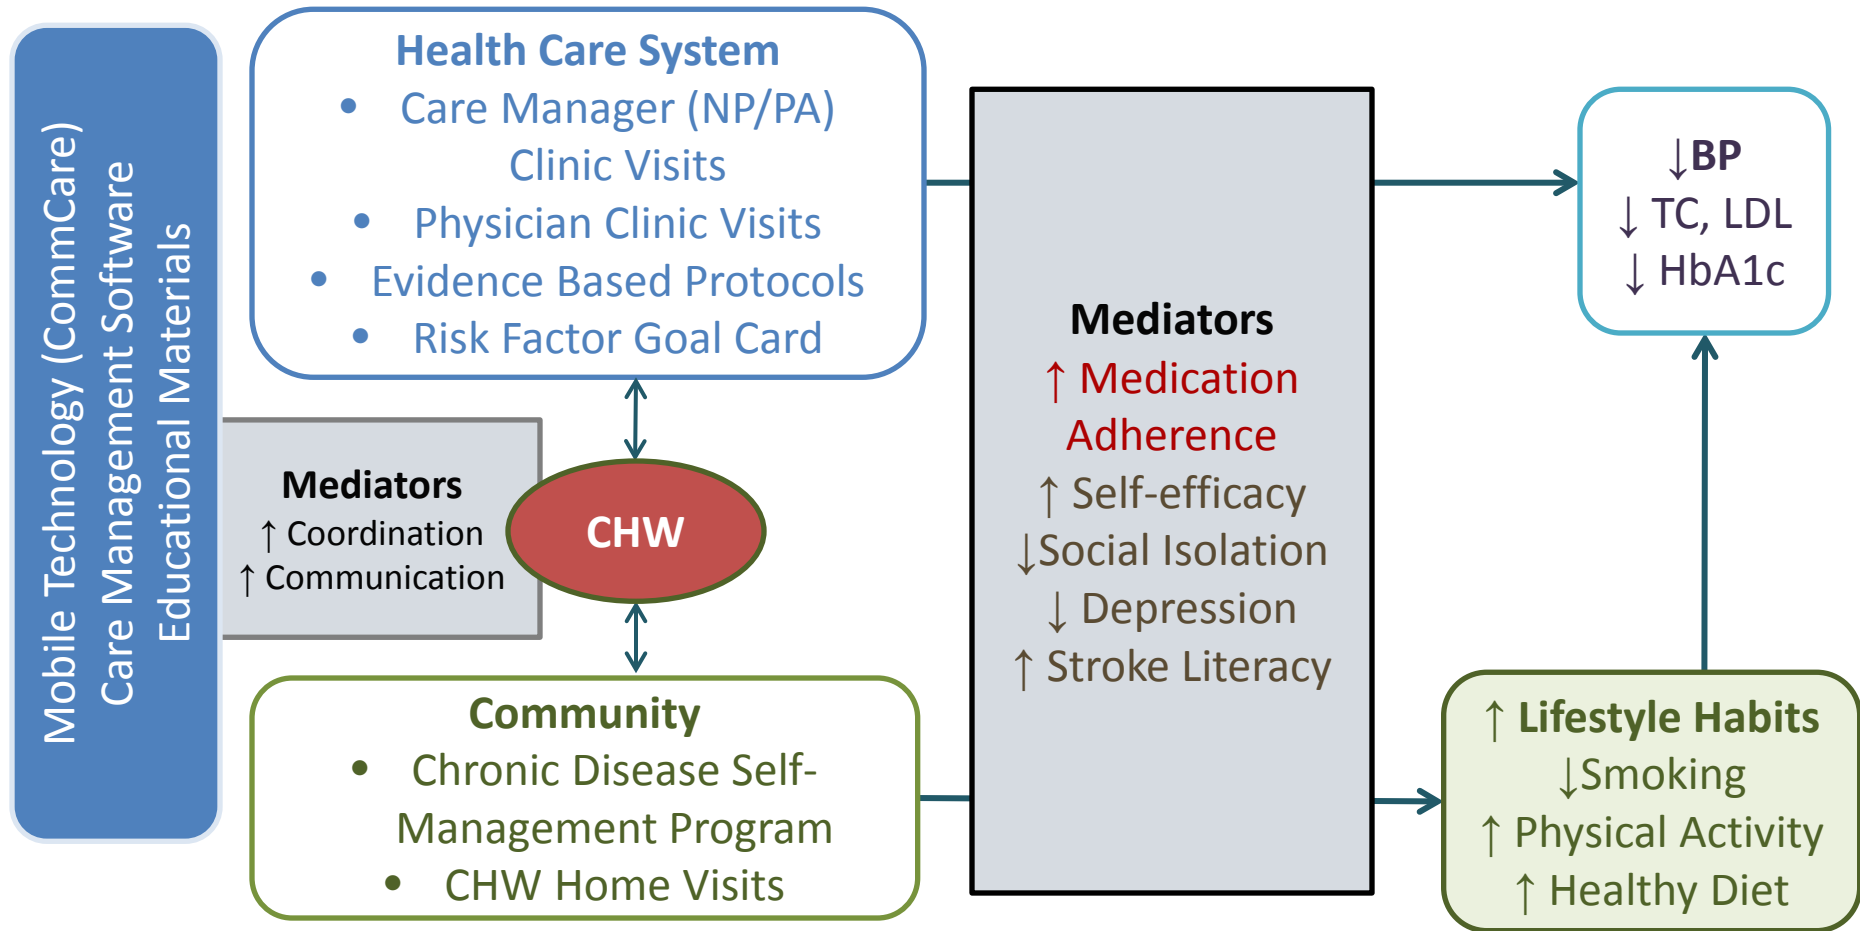 Mobile Technology (CommCare)
Care Management Software
Educational Materials
Health Care System
• Care Manager (NP/PA)
Clinic Visits
• Physician Clinic Visits
• Evidence Based Protocols
• Risk Factor Goal Card
Mediators
↑ Coordination
↑ Communication
CHW
Community
• Chronic Disease Self-
Management Program
• CHW Home Visits
Mediators
↑ Medication
Adherence
↑ Self-efficacy
↓Social Isolation
↓ Depression
↑ Stroke Literacy
↓BP
↓ TC, LDL
↓ HbA1c
↑ Lifestyle Habits
↓Smoking
↑ Physical Activity
↑ Healthy Diet